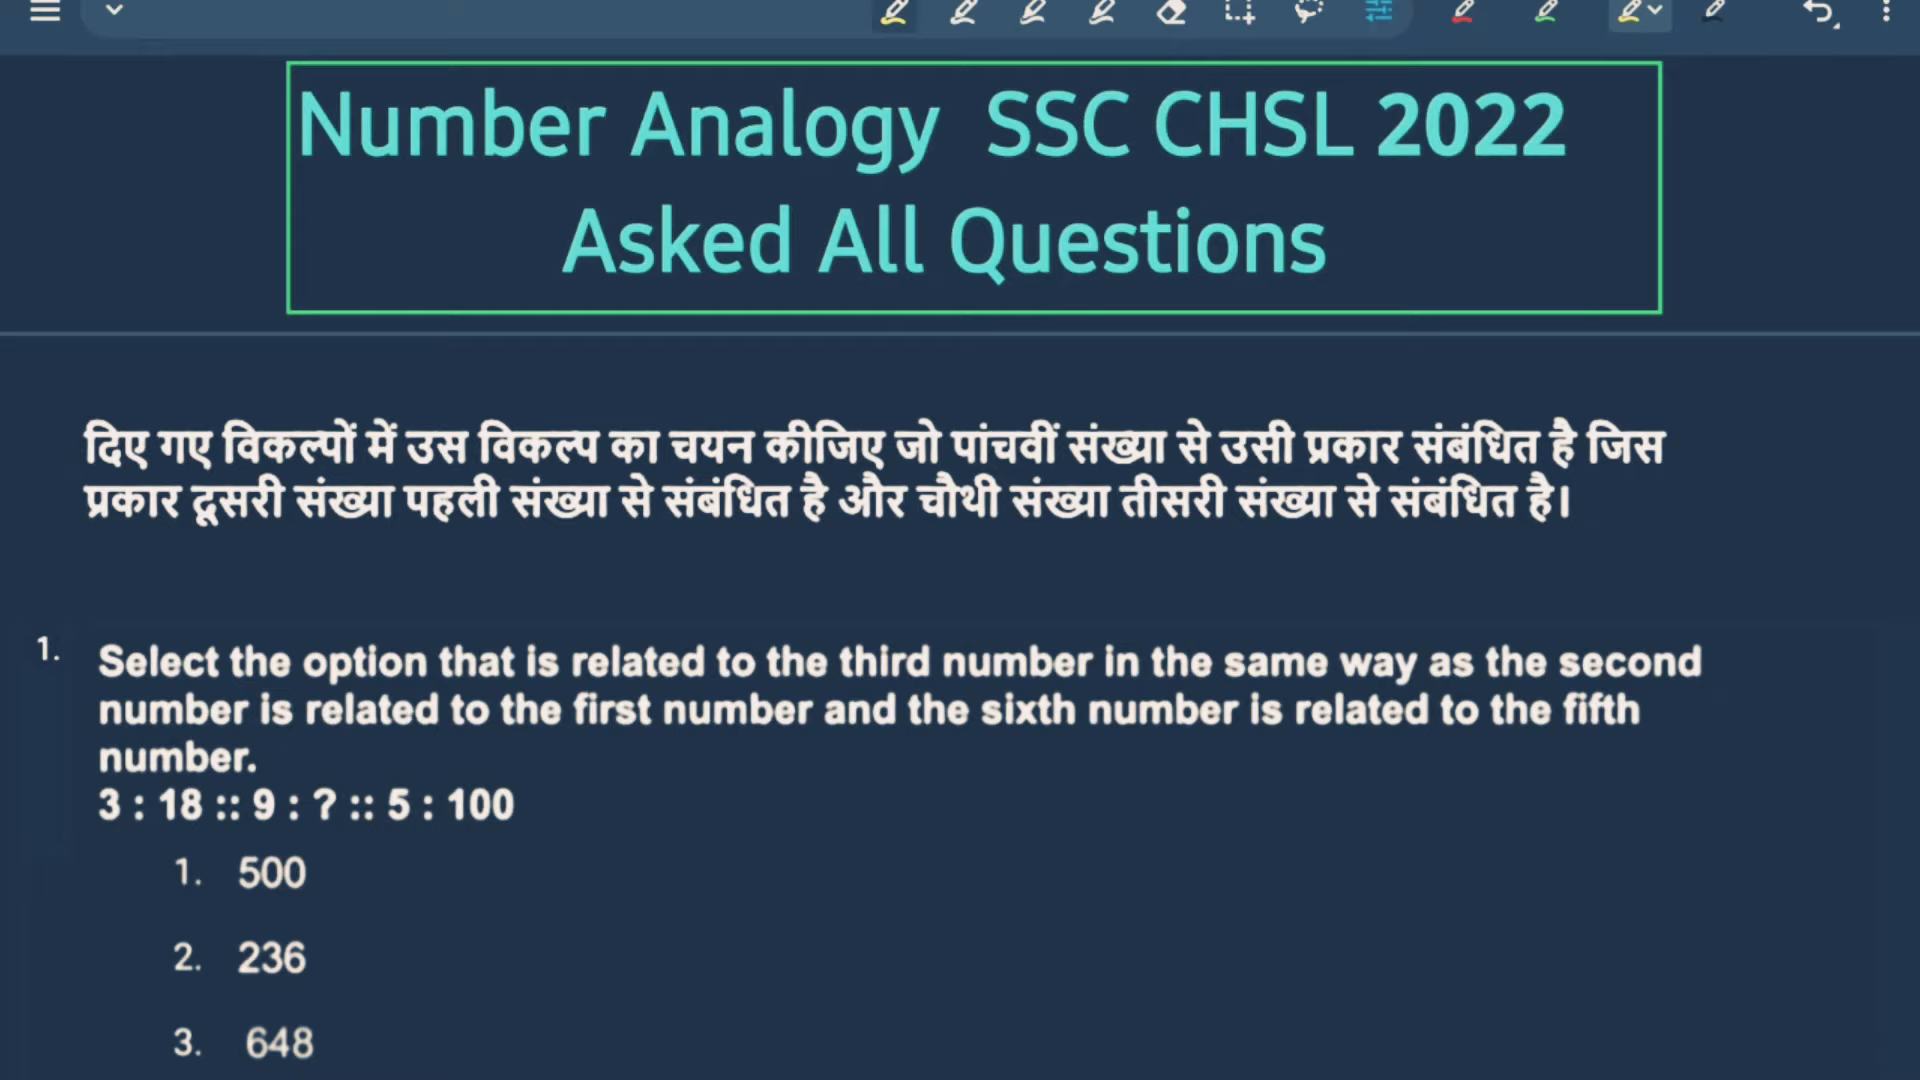 Number Analogy SSC CHSL 2022
Asked All Questions
दिए गए विकल्पों में उस विकल्प का चयन कीजिए जो पांचवीं संख्या से उसी प्रकार संबंधित है जिस
प्रकार दूसरी संख्या पहली संख्या से संबंधित है और चौथी संख्या तीसरी संख्या से संबंधित है।
1. Select the option that is related to the third number in the same way as the second
number is related to the first number and the sixth number is related to the fifth
number.
3 : 18 :: 9 : ? :: 5 : 100
1. 500
2. 236
3. 648